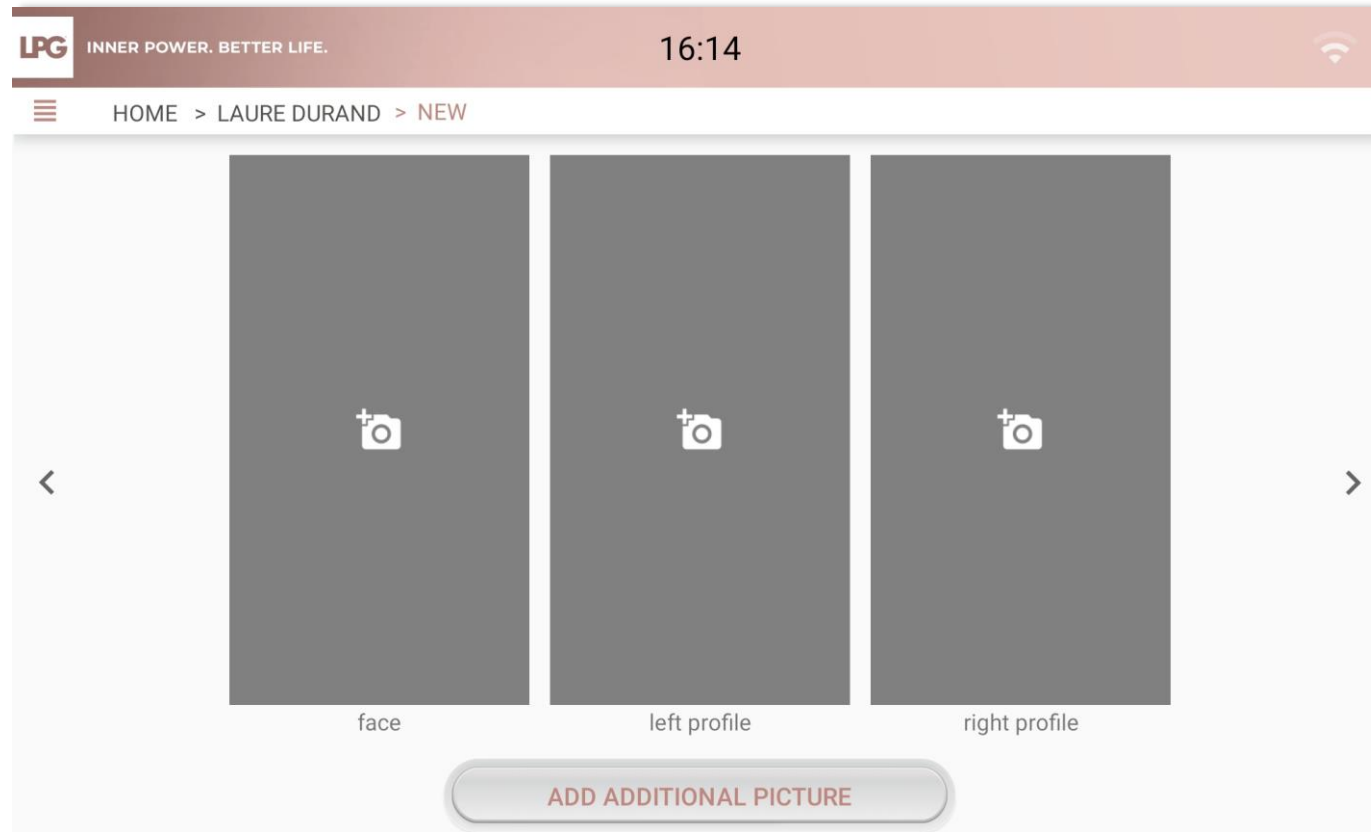 LPG INNER POWER. BETTER LIFE. 16:14
HOME > LAURE DURAND > NEW
face left profile right profile
ADD ADDITIONAL PICTURE